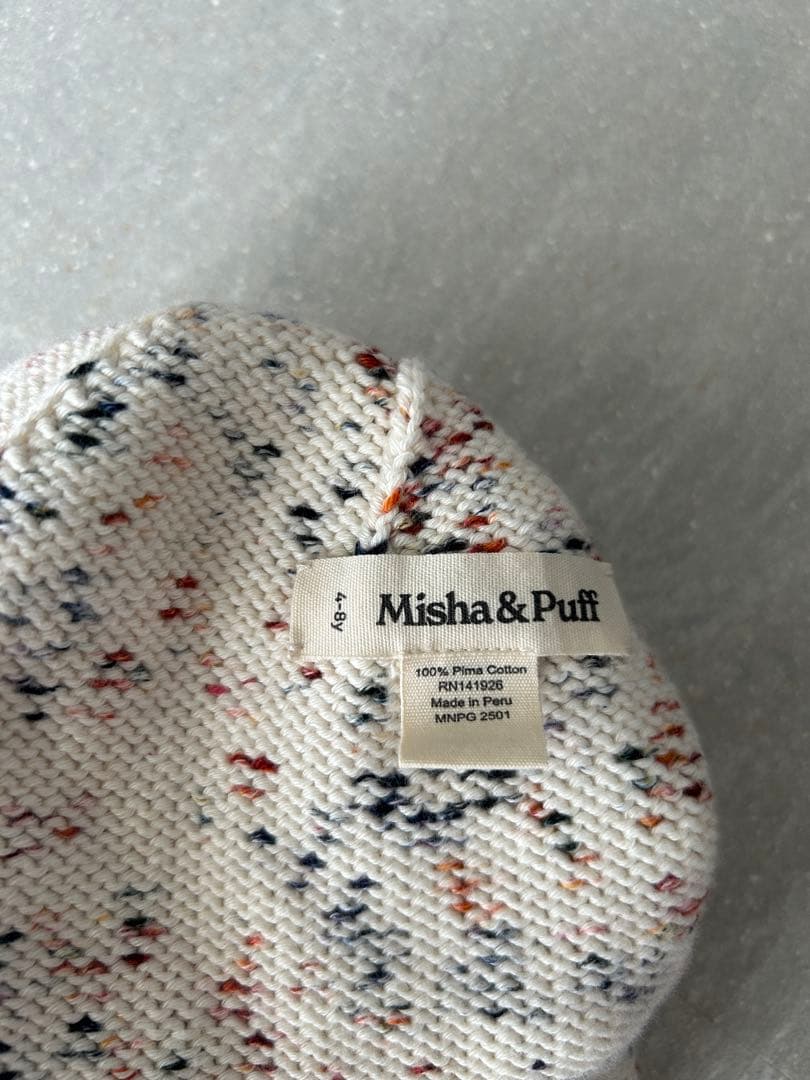 4-8y
Misha & Puff
100% Pima Cotton
RN141926
Made in Peru
MNPG 2501